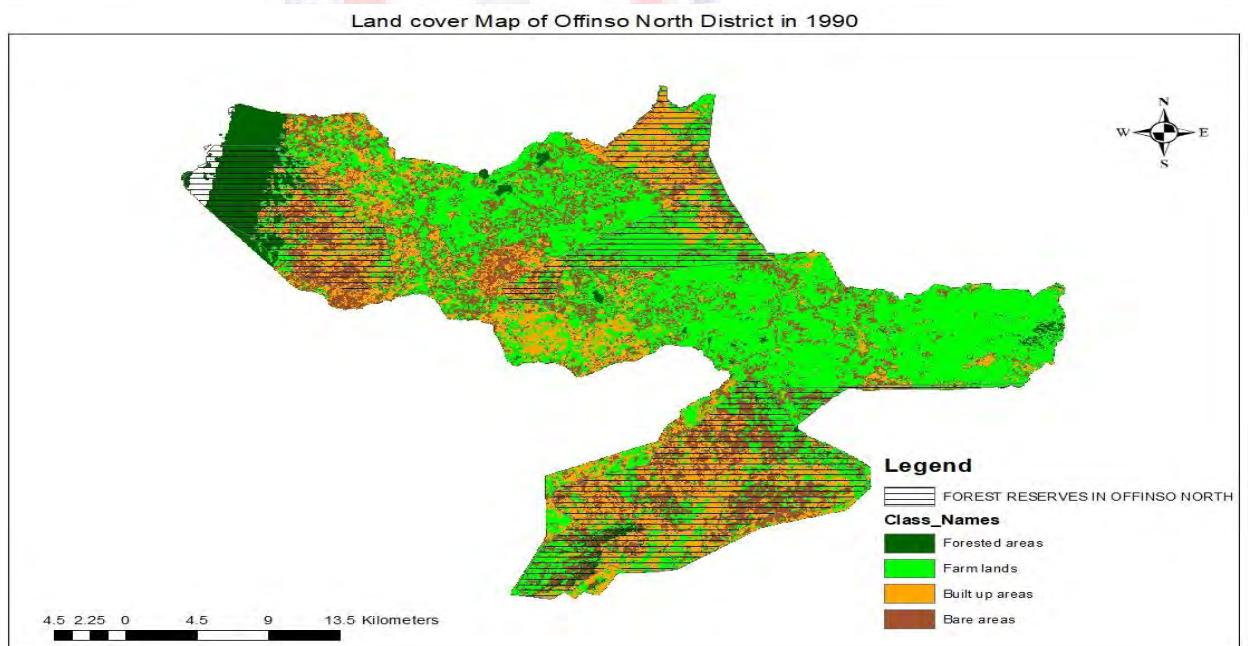 Land cover Map of Offinso North District in 1990
N
W E
S
Legend
FOREST RESERVES IN OFFINSO NORTH
Class_Names
Forested areas
Farm lands
Built up areas
Bare areas
4.5 2.25 0 4.5 9 13.5 Kilometers